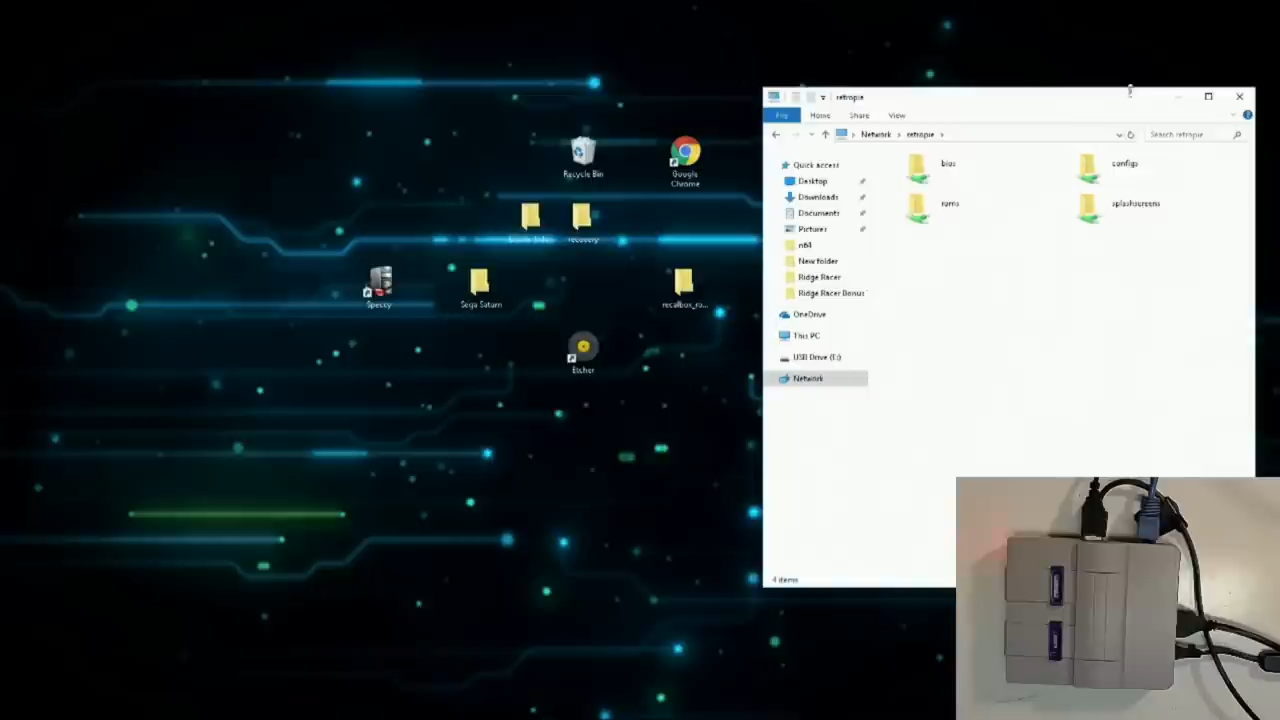 Recycle Bin
Google
Chrome
recovery
Speccy
Sega Saturn
recalbox_ro...
Etcher
retropie
File
Home
Share
View
Network
retropie
Search retropie
Quick access
Desktop
Downloads
Documents
Pictures
n64
New folder
Ridge Racer
Ridge Racer Bonus
OneDrive
This PC
USB Drive (E:)
Network
bios
configs
roms
splashscreens
4 items